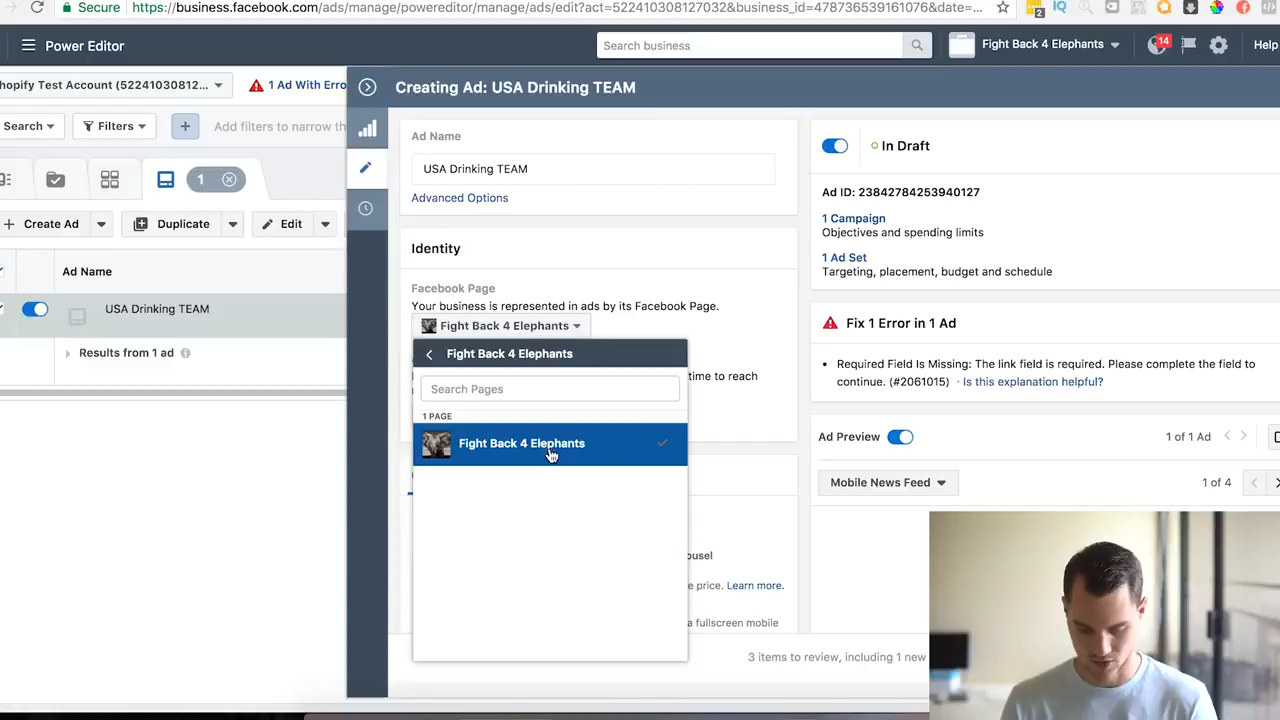 Secure
https://business.facebook.com/ads/manage/powereditor/manage/ads/edit?act=522410308127032&business_id=478736539161076&date=...
2
Power Editor
Search business
Fight Back 4 Elephants
14
Help
hopify Test Account (52241030812...
1 Ad With Erro
Creating Ad: USA Drinking TEAM
Search
Filters
Add filters to narrow th
Ad Name
USA Drinking TEAM
Advanced Options
In Draft
Ad ID: 23842784253940127
1 Campaign
Objectives and spending limits
1 Ad Set
Targeting, placement, budget and schedule
1
Create Ad
Duplicate
Edit
Ad Name
USA Drinking TEAM
Results from 1 ad
Identity
Facebook Page
Your business is represented in ads by its Facebook Page.
Fight Back 4 Elephants
Fight Back 4 Elephants
Search Pages
1 PAGE
Fight Back 4 Elephants
time to reach
ousel
e price. Learn more.
a fullscreen mobile
3 items to review, including 1 new
Fix 1 Error in 1 Ad
Required Field Is Missing: The link field is required. Please complete the field to
continue. (#2061015) · Is this explanation helpful?
Ad Preview
1 of 1 Ad
Mobile News Feed
1 of 4